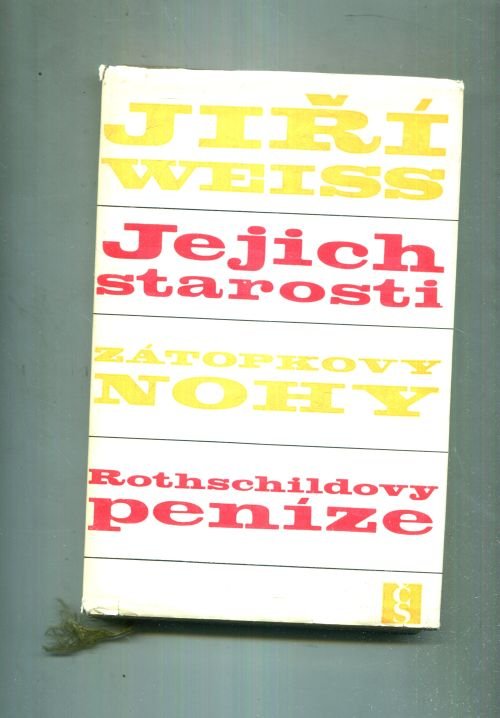 JIŘÍ
WEISS
Jejich
starosti
ZÁTOPKOVY
NOHY
Rothschildovy
peníze
ČS